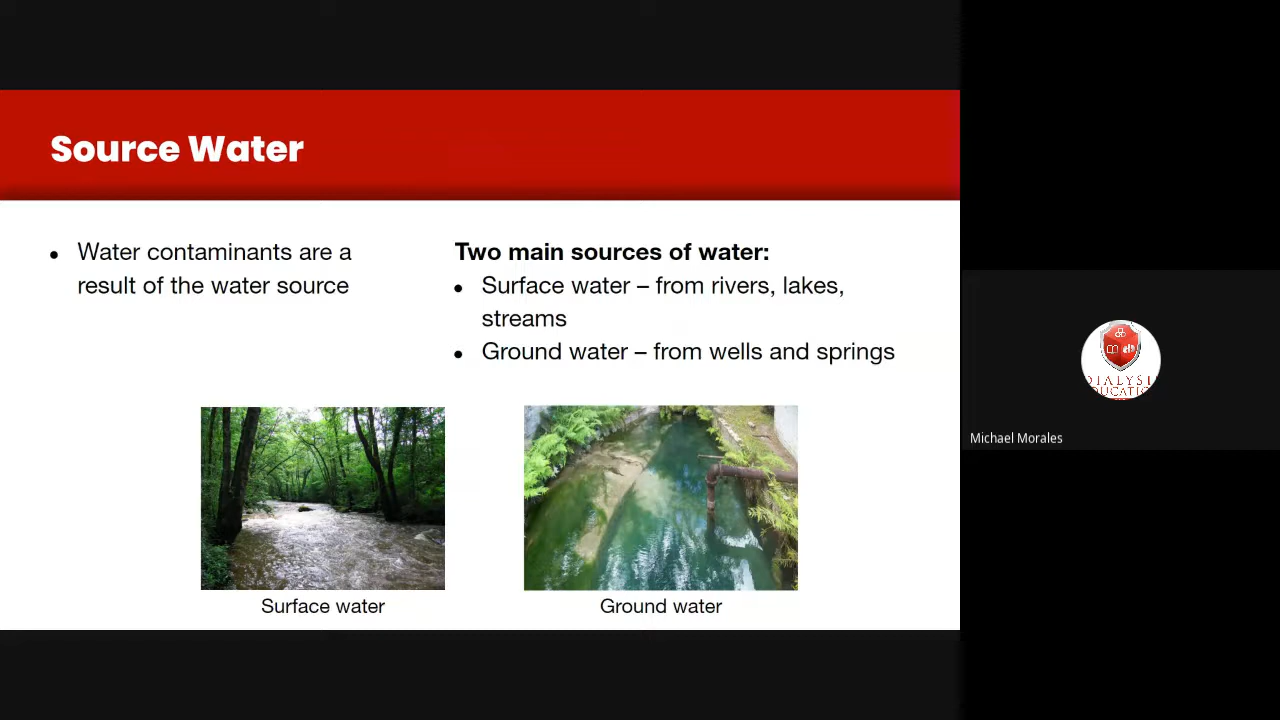 Source Water
• Water contaminants are a
result of the water source
Two main sources of water:
• Surface water – from rivers, lakes,
streams
• Ground water – from wells and springs
Surface water
Ground water
Michael Morales